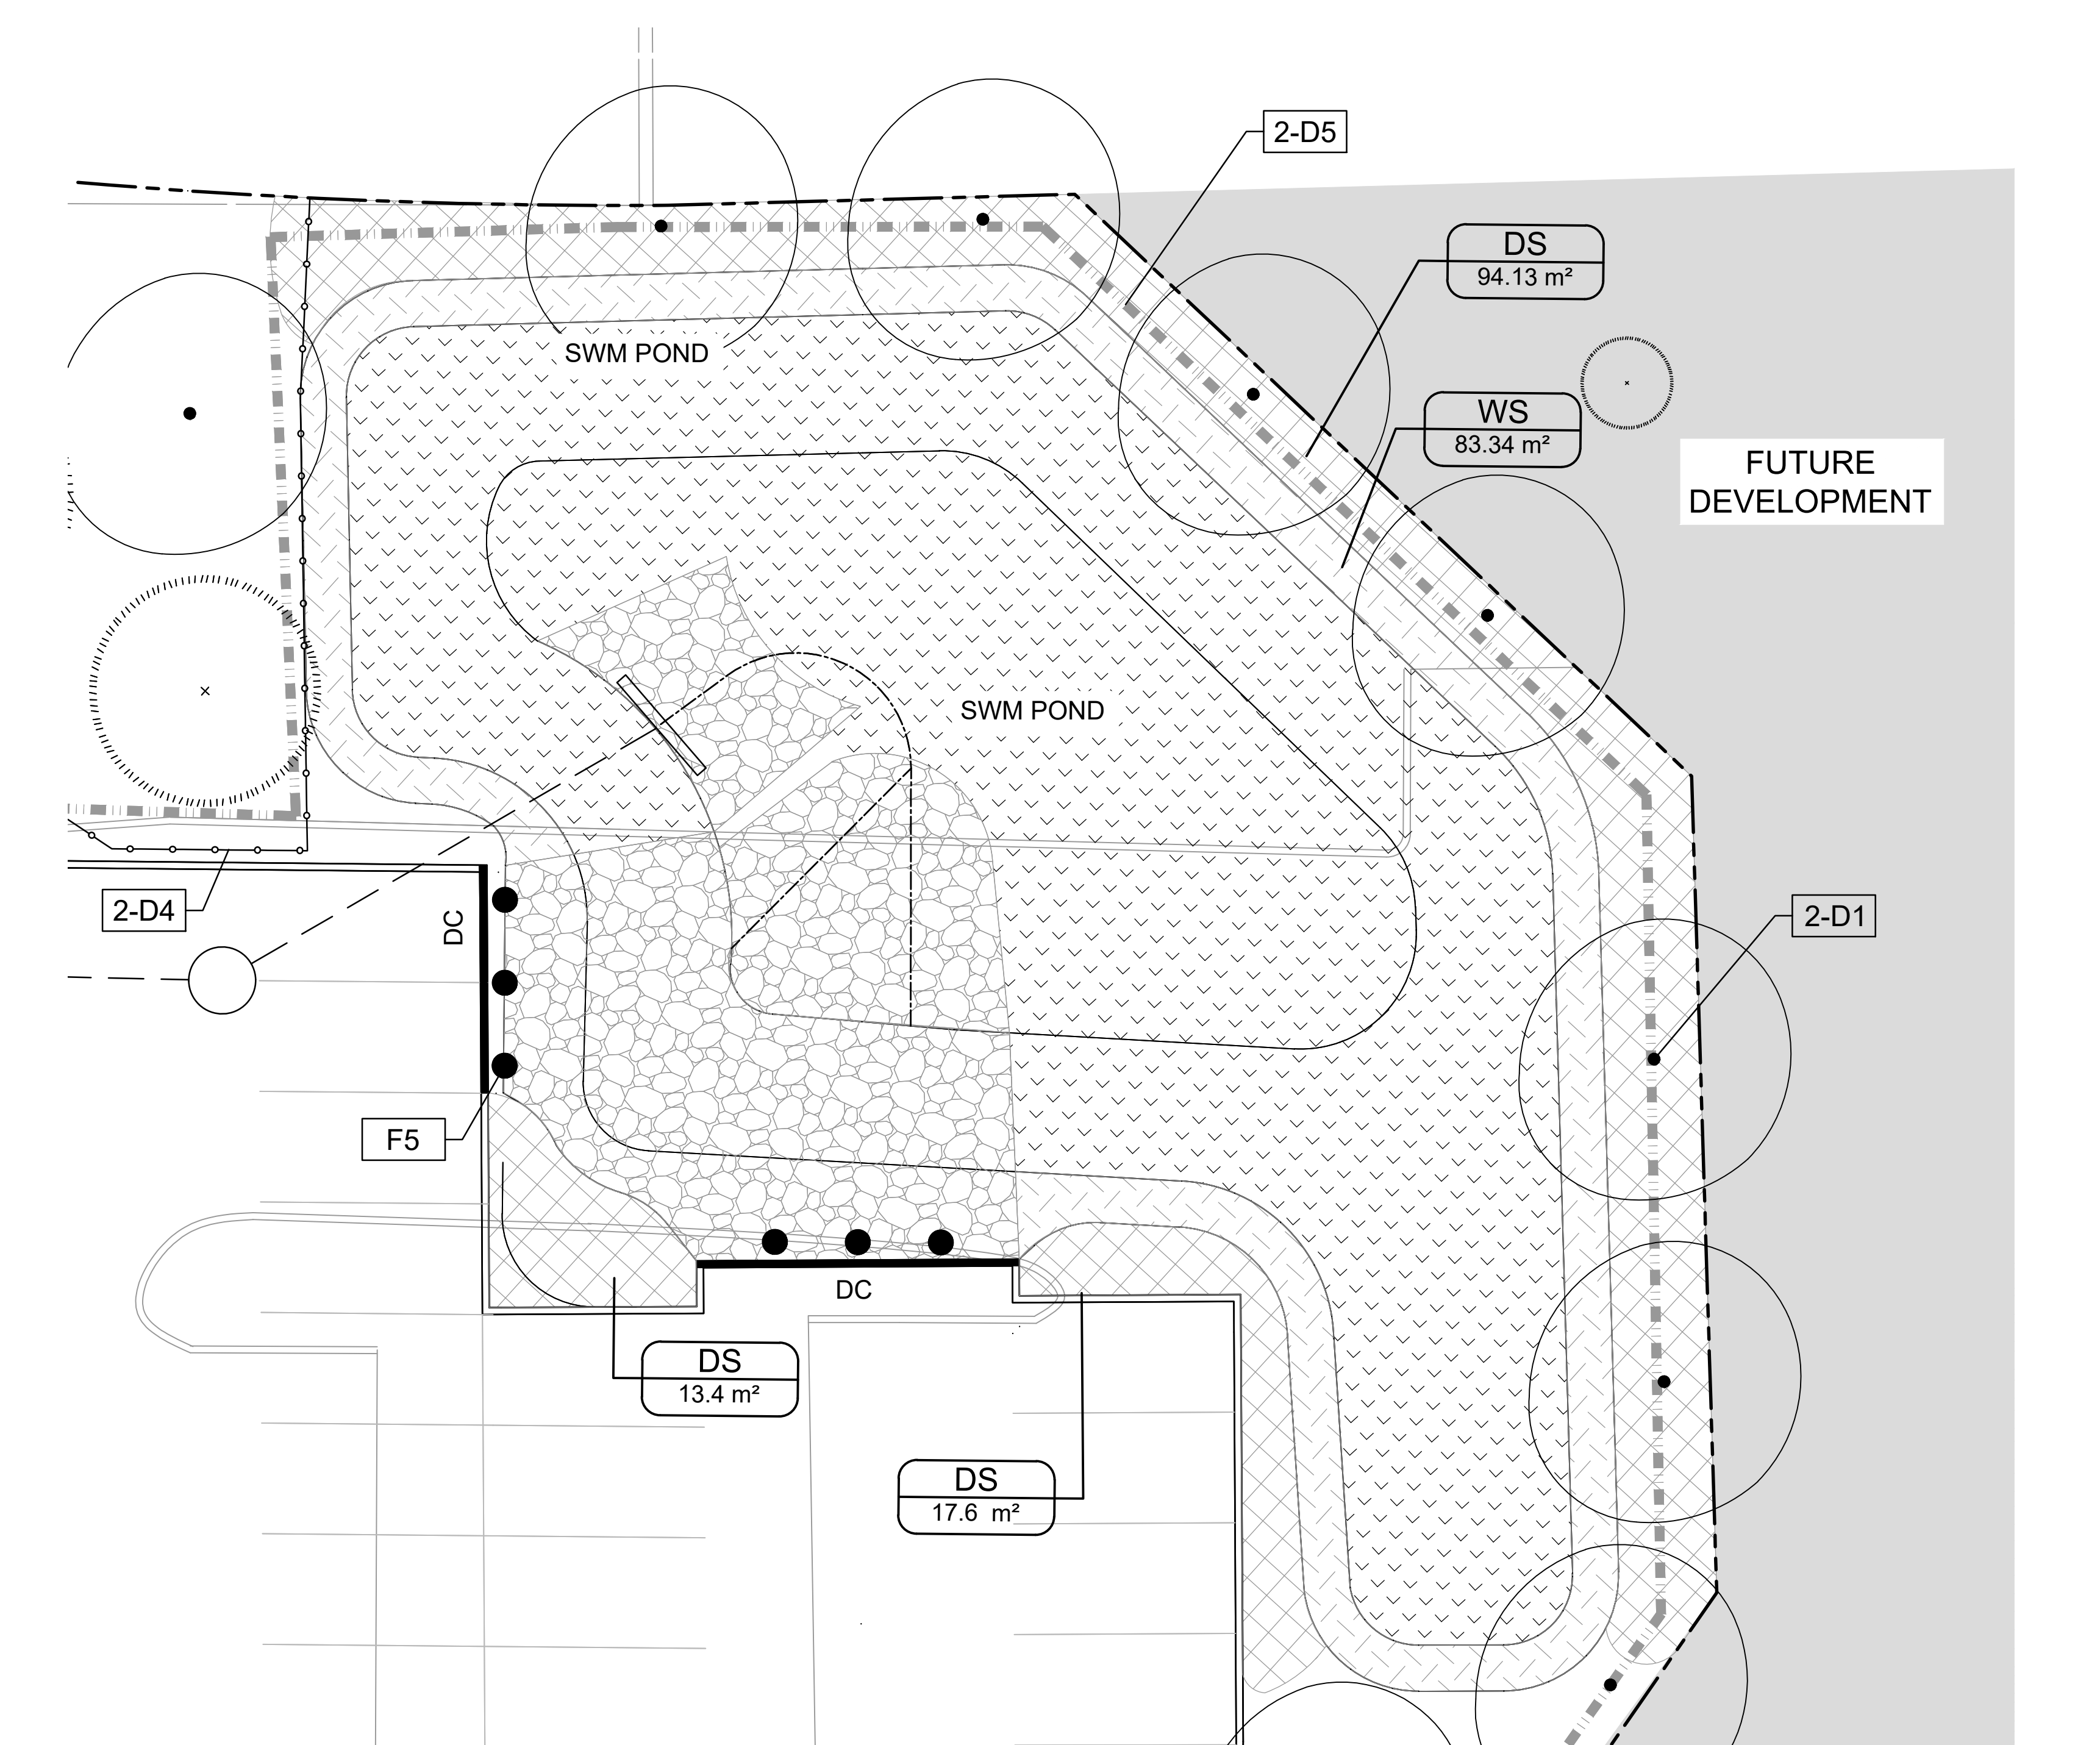 2-D5
DS
94.13 m²
SWM POND
WS
83.34 m²
FUTURE
DEVELOPMENT
SWM POND
2-D4
DC
2-D1
F5
DC
DS
13.4 m²
DS
17.6 m²